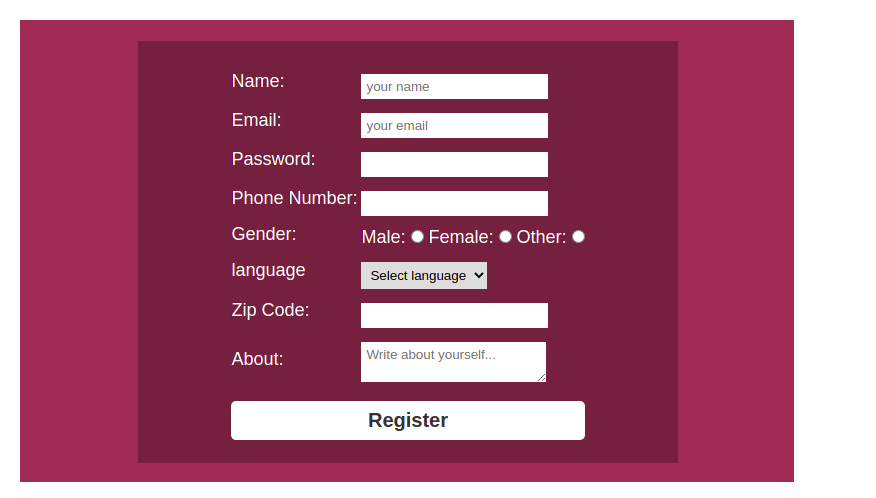 Name: your name
Email: your email
Password:
Phone Number:
Gender: Male: Female: Other:
language Select language
Zip Code:
About: Write about yourself...
Register